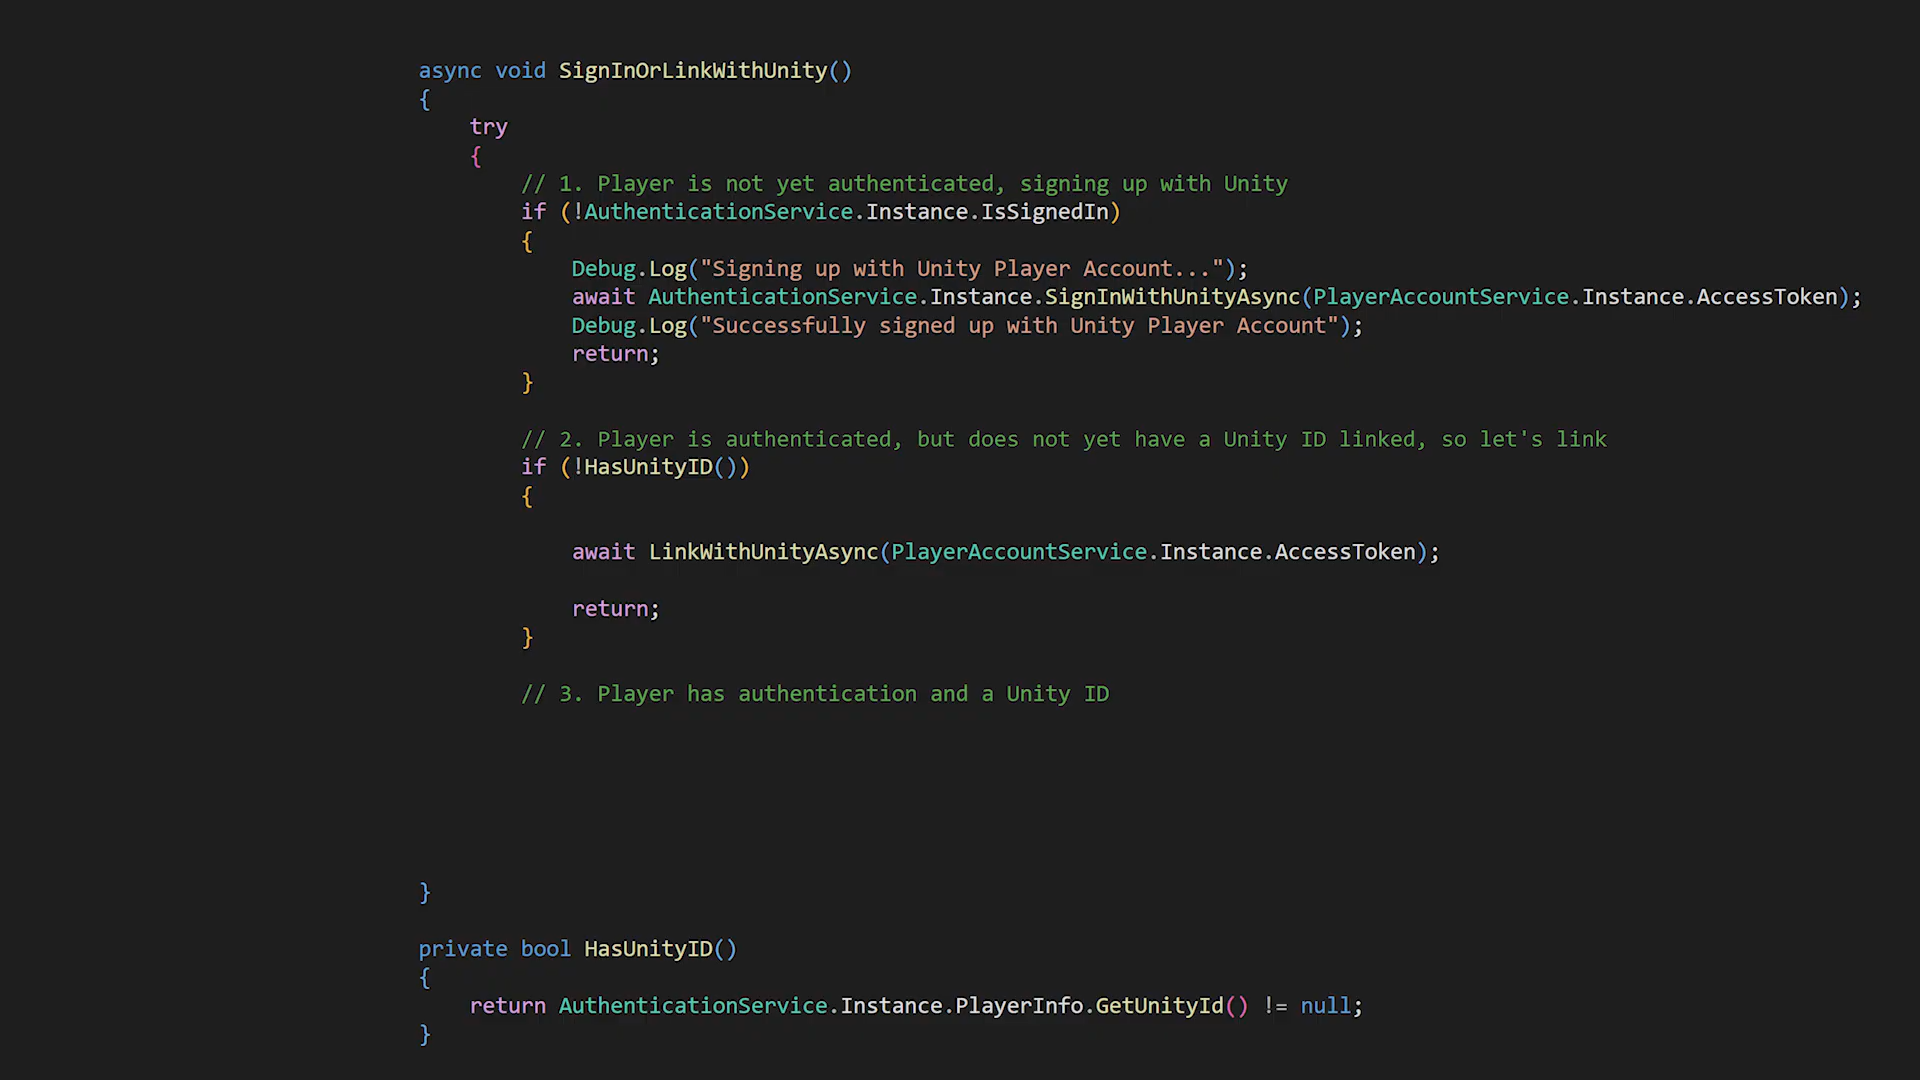 async void SignInOrLinkWithUnity()
{
try
{
// 1. Player is not yet authenticated, signing up with Unity
if (!AuthenticationService.Instance.IsSignedIn)
{
Debug.Log("Signing up with Unity Player Account...");
await AuthenticationService.Instance.SignInWithUnityAsync(PlayerAccountService.Instance.AccessToken);
Debug.Log("Successfully signed up with Unity Player Account");
return;
}
// 2. Player is authenticated, but does not yet have a Unity ID linked, so let's link
if (!HasUnityID())
{
await LinkWithUnityAsync(PlayerAccountService.Instance.AccessToken);
return;
}
// 3. Player has authentication and a Unity ID
}
private bool HasUnityID()
{
return AuthenticationService.Instance.PlayerInfo.GetUnityId() != null;
}